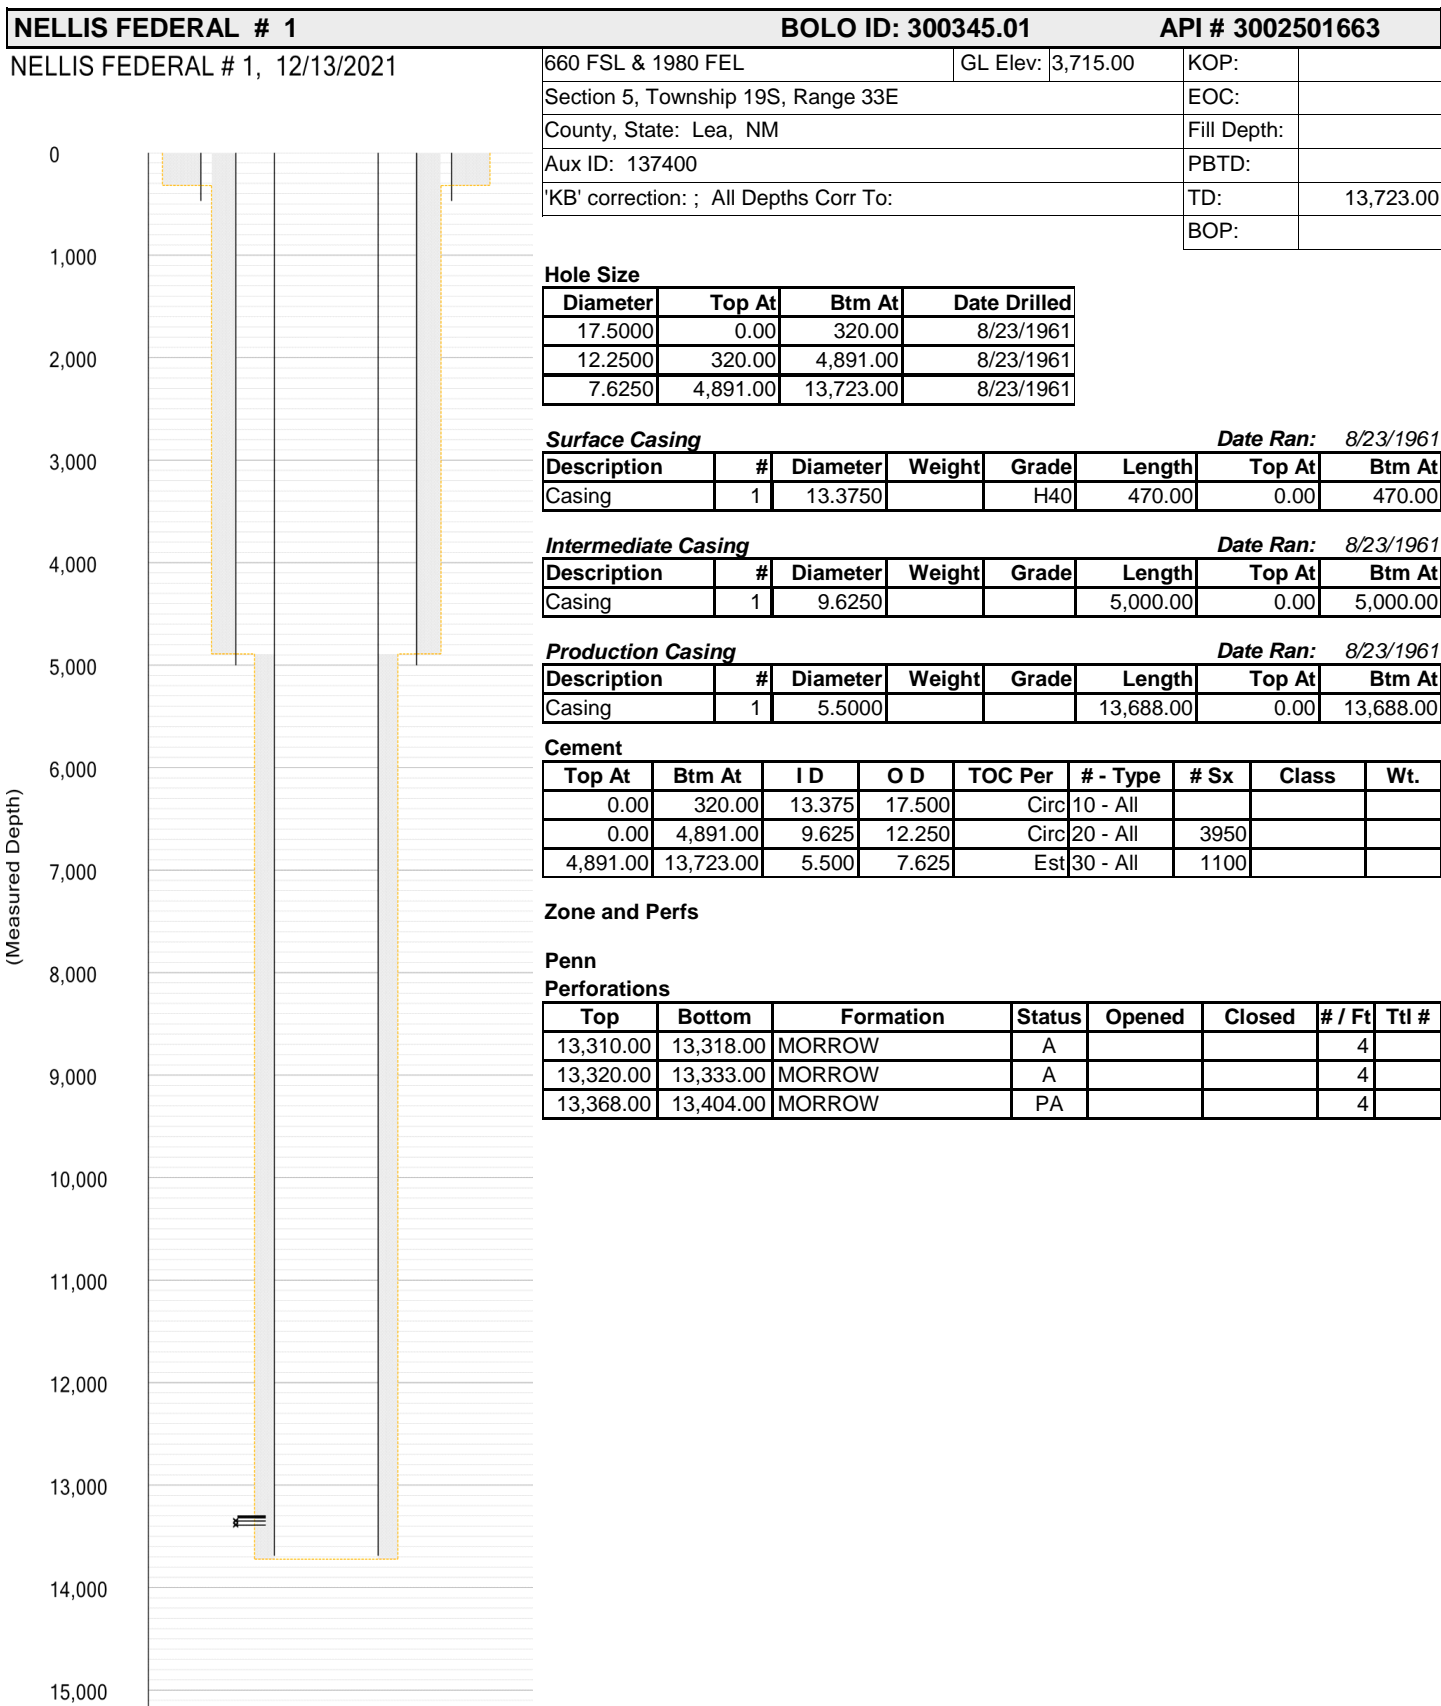 NELLIS FEDERAL # 1 BOLO ID: 300345.01 API # 3002501663
NELLIS FEDERAL # 1, 12/13/2021
660 FSL & 1980 FEL GL Elev: 3,715.00 KOP:
Section 5, Township 19S, Range 33E EOC:
County, State: Lea, NM Fill Depth:
Aux ID: 137400 PBTD:
'KB' correction: ; All Depths Corr To: TD: 13,723.00
BOP:
Hole Size
Diameter Top At Btm At Date Drilled
17.5000 0.00 320.00 8/23/1961
12.2500 320.00 4,891.00 8/23/1961
7.6250 4,891.00 13,723.00 8/23/1961
Surface Casing Date Ran: 8/23/1961
Description # Diameter Weight Grade Length Top At Btm At
Casing 1 13.3750 H40 470.00 0.00 470.00
Intermediate Casing Date Ran: 8/23/1961
Description # Diameter Weight Grade Length Top At Btm At
Casing 1 9.6250 5,000.00 0.00 5,000.00
Production Casing Date Ran: 8/23/1961
Description # Diameter Weight Grade Length Top At Btm At
Casing 1 5.5000 13,688.00 0.00 13,688.00
Cement
Top At Btm At I D O D TOC Per # - Type # Sx Class Wt.
0.00 320.00 13.375 17.500 Circ 10 - All
0.00 4,891.00 9.625 12.250 Circ 20 - All 3950
4,891.00 13,723.00 5.500 7.625 Est 30 - All 1100
Zone and Perfs
Penn
Perforations
Top Bottom Formation Status Opened Closed # / Ft Ttl #
13,310.00 13,318.00 MORROW A 4
13,320.00 13,333.00 MORROW A 4
13,368.00 13,404.00 MORROW PA 4
(Measured Depth)
0
1,000
2,000
3,000
4,000
5,000
6,000
7,000
8,000
9,000
10,000
11,000
12,000
13,000
14,000
15,000